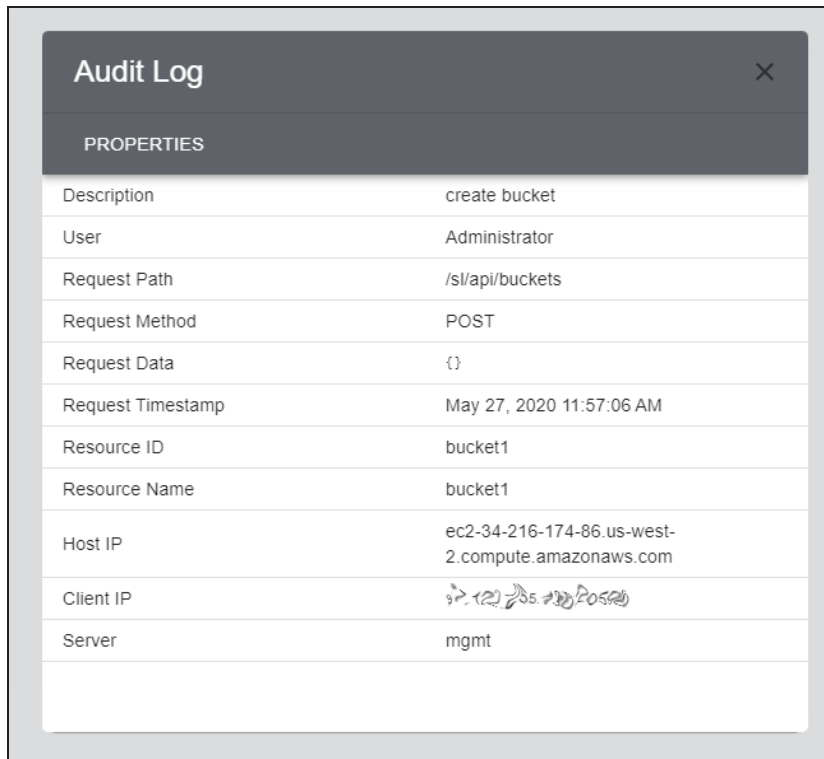 Audit Log
PROPERTIES
Description create bucket
User Administrator
Request Path /sl/api/buckets
Request Method POST
Request Data {}
Request Timestamp May 27, 2020 11:57:06 AM
Resource ID bucket1
Resource Name bucket1
Host IP ec2-34-216-174-86.us-west-
2.compute.amazonaws.com
Client IP
Server mgmt